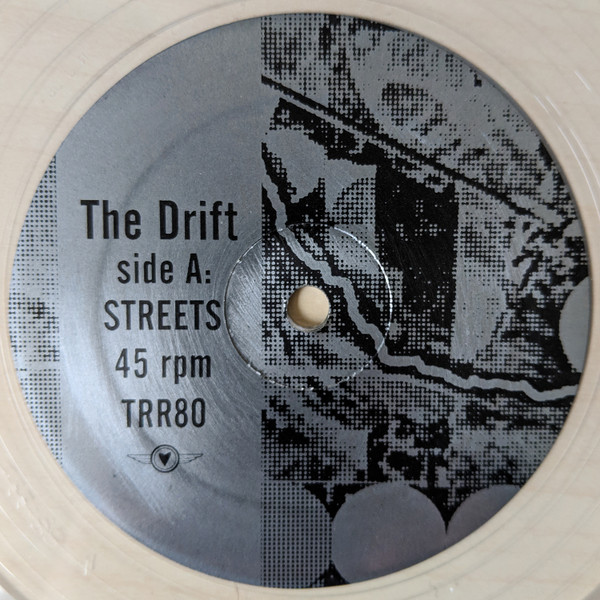 The Drift
side A:
STREETS
45 rpm
TRR80